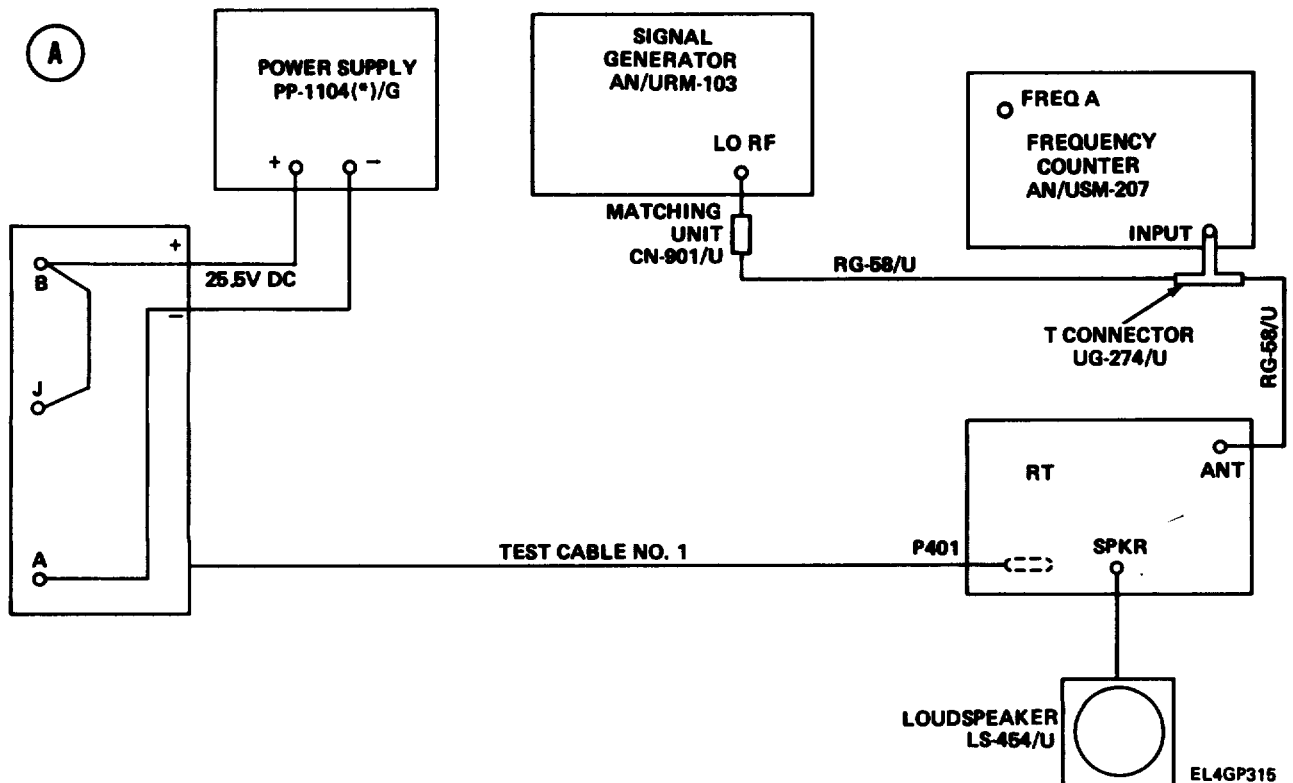 A
POWER SUPPLY
PP-1104(*)/G
+
−
SIGNAL
GENERATOR
AN/URM-103
LO RF
MATCHING
UNIT
CN-901/U
RG-58/U
FREQ A
FREQUENCY
COUNTER
AN/USM-207
INPUT
T CONNECTOR
UG-274/U
RG-58/U
+
B
25.5V DC
−
J
A
TEST CABLE NO. 1
P401
RT
ANT
SPKR
LOUDSPEAKER
LS-454/U
EL4GP315